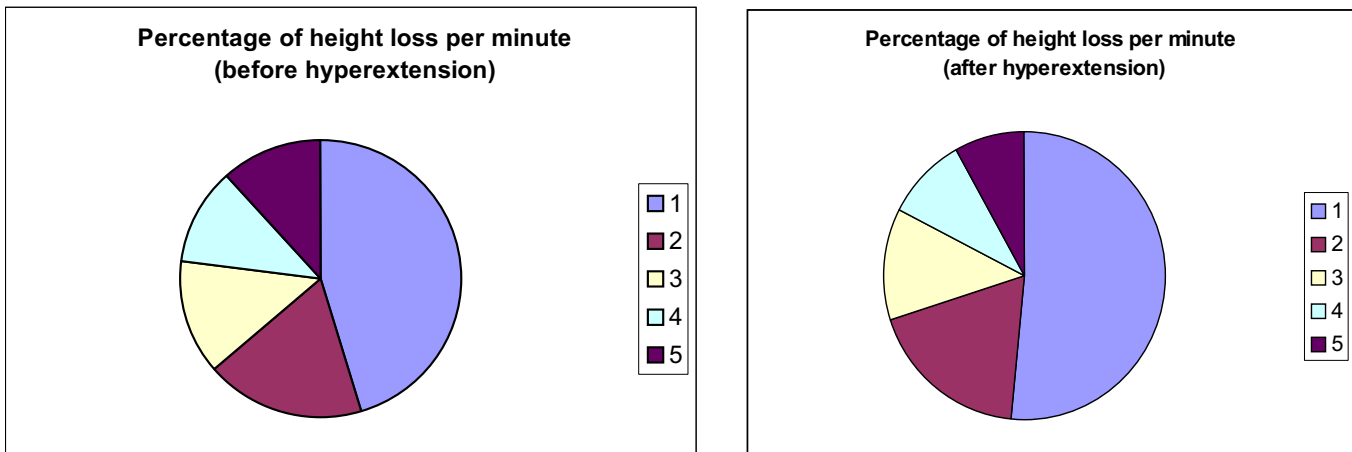 Percentage of height loss per minute
(before hyperextension)
1
2
3
4
5
Percentage of height loss per minute
(after hyperextension)
1
2
3
4
5